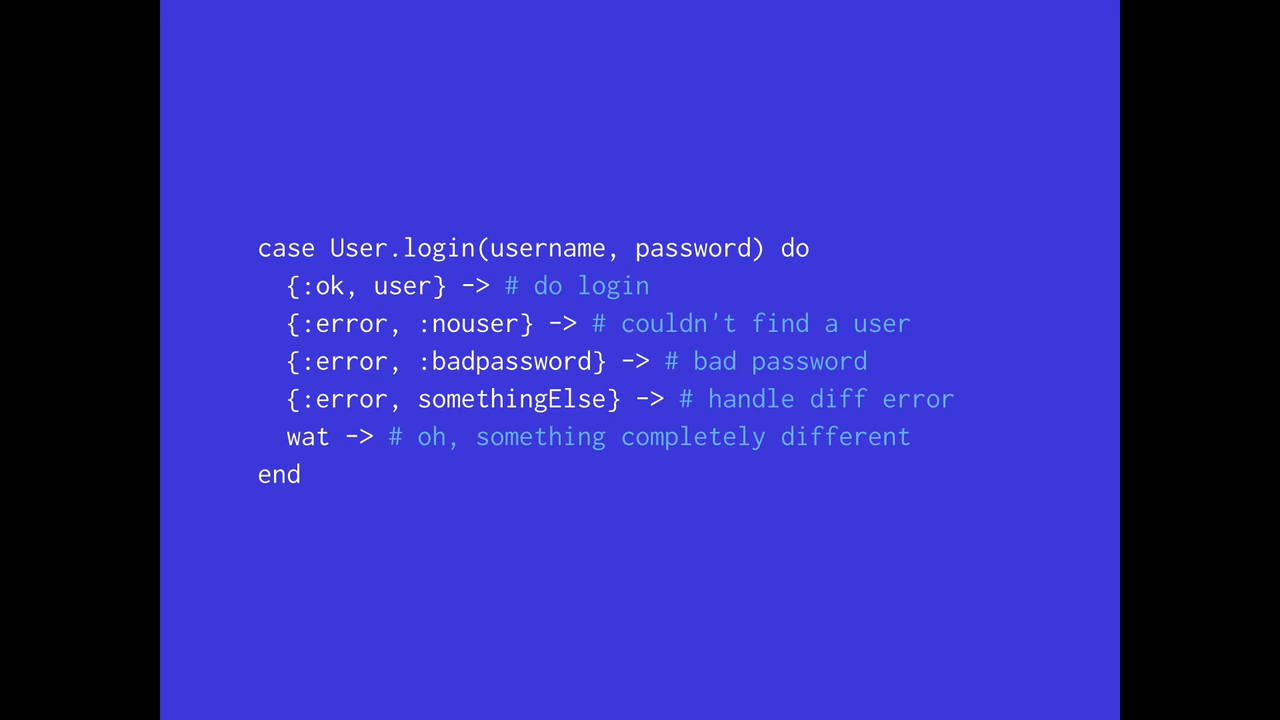 case User.login(username, password) do
  {:ok, user} -> # do login
  {:error, :nouser} -> # couldn't find a user
  {:error, :badpassword} -> # bad password
  {:error, somethingElse} -> # handle diff error
  wat -> # oh, something completely different
end